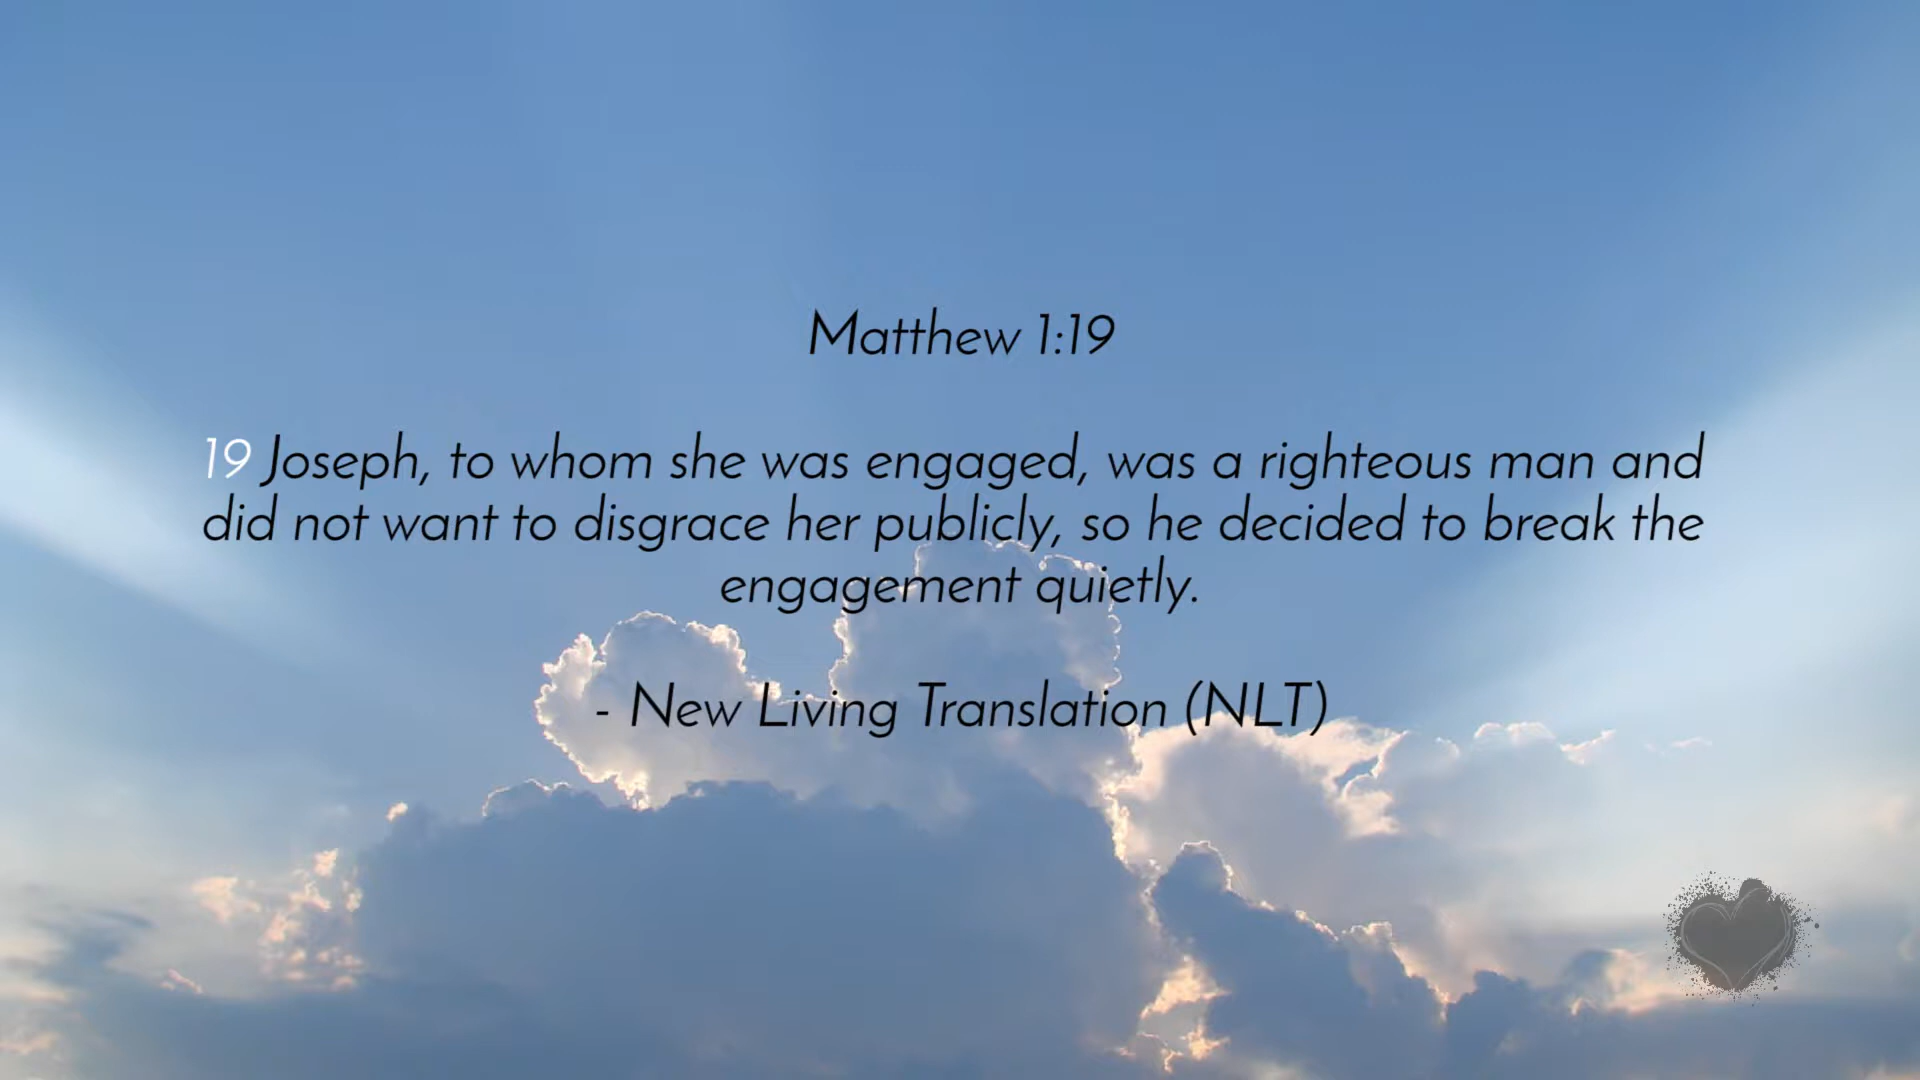 Matthew 1:19
19 Joseph, to whom she was engaged, was a righteous man and
did not want to disgrace her publicly, so he decided to break the
engagement quietly.
- New Living Translation (NLT)